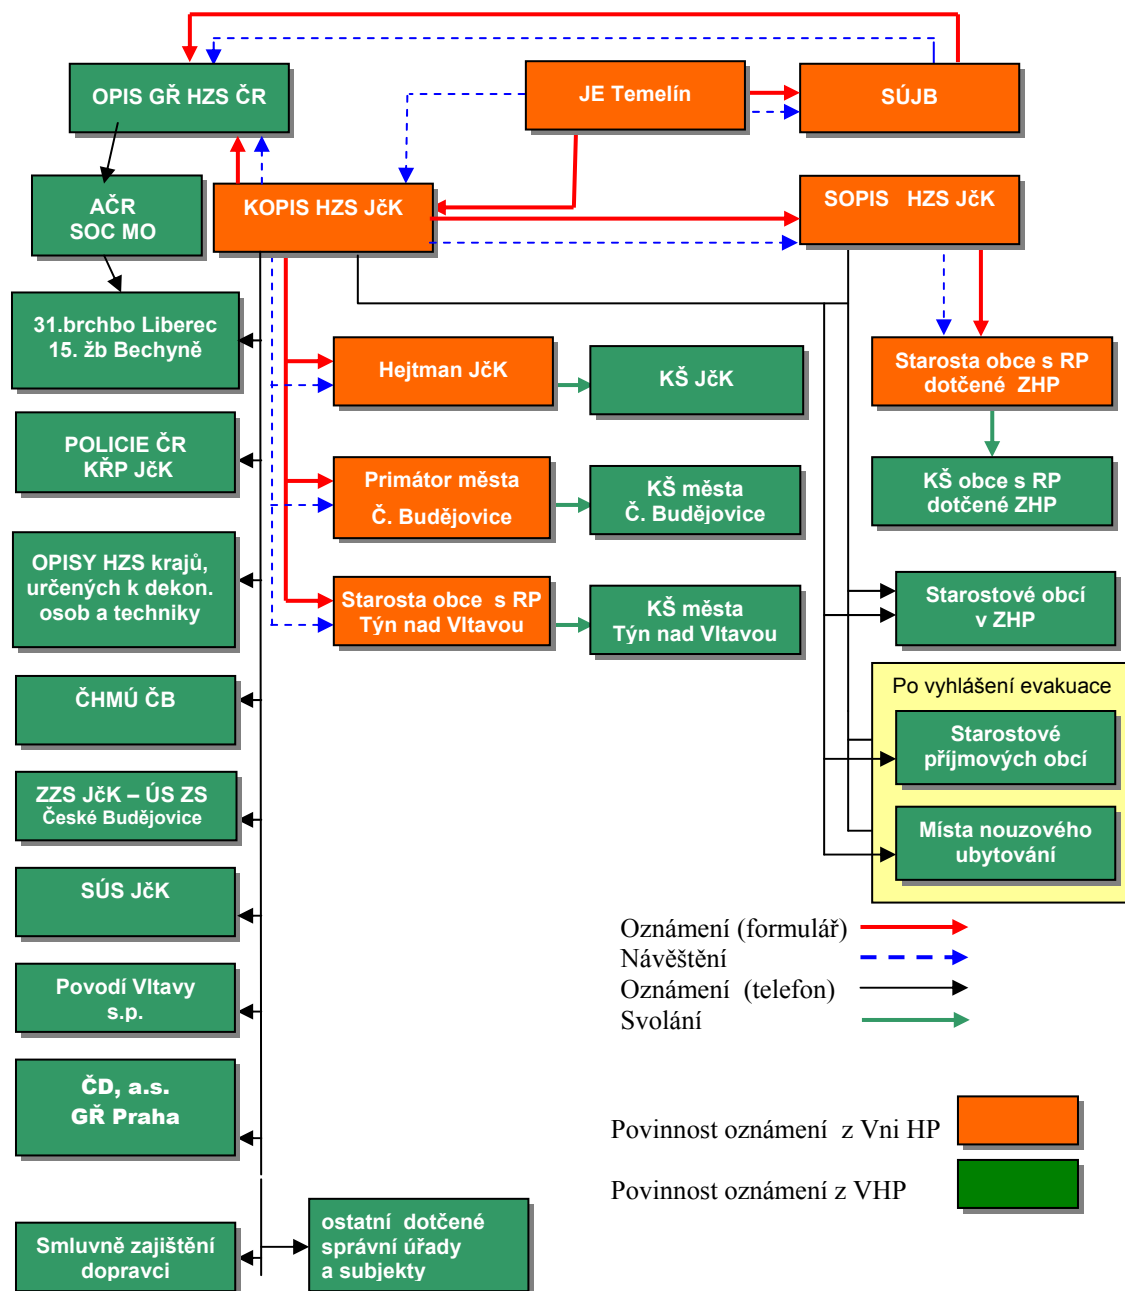 OPIS GŘ HZS ČR
JE Temelín
SÚJB
AČR
SOC MO
KOPIS HZS JčK
SOPIS HZS JčK
31.brchbo Liberec
15. žb Bechyně
Hejtman JčK
KŠ JčK
Starosta obce s RP
dotčené ZHP
POLICIE ČR
KŘP JčK
Primátor města
Č. Budějovice
KŠ města
Č. Budějovice
KŠ obce s RP
dotčené ZHP
OPISY HZS krajů,
určených k dekon.
osob a techniky
Starosta obce s RP
Týn nad Vltavou
KŠ města
Týn nad Vltavou
Starostové obcí
v ZHP
Po vyhlášení evakuace
Starostové
příjmových obcí
Místa nouzového
ubytování
ČHMÚ ČB
ZZS JčK – ÚS ZS
České Budějovice
SÚS JčK
Povodí Vltavy
s.p.
ČD, a.s.
GŘ Praha
Smluvně zajištění
dopravci
ostatní dotčené
správní úřady
a subjekty
Oznámení (formulář)
Návěštění
Oznámení (telefon)
Svolání
Povinnost oznámení z Vni HP
Povinnost oznámení z VHP